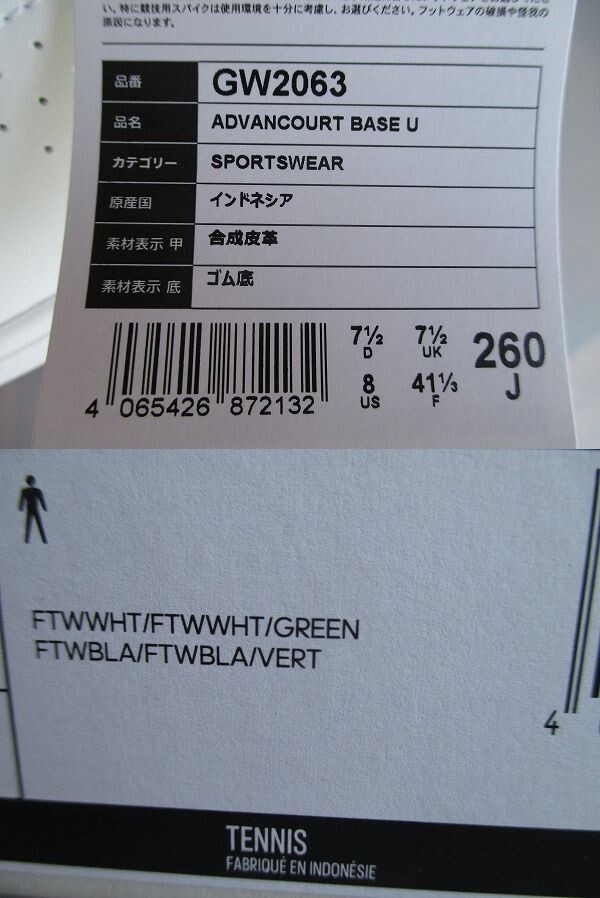 い。特に競技用スパイクは使用環境を十分に考慮し、お選びください。フットウェアの破損や怪我の
原因になります。
品番 GW2063
品名 ADVANCOURT BASE U
カテゴリー SPORTSWEAR
原産国 インドネシア
素材表示 甲 合成皮革
素材表示 底 ゴム底
4 065426 872132
7½ D 7½ UK 260 J
8 US 41⅓ F
FTWWHT/FTWWHT/GREEN
FTWBLA/FTWBLA/VERT
4
TENNIS
FABRIQUÉ EN INDONÉSIE